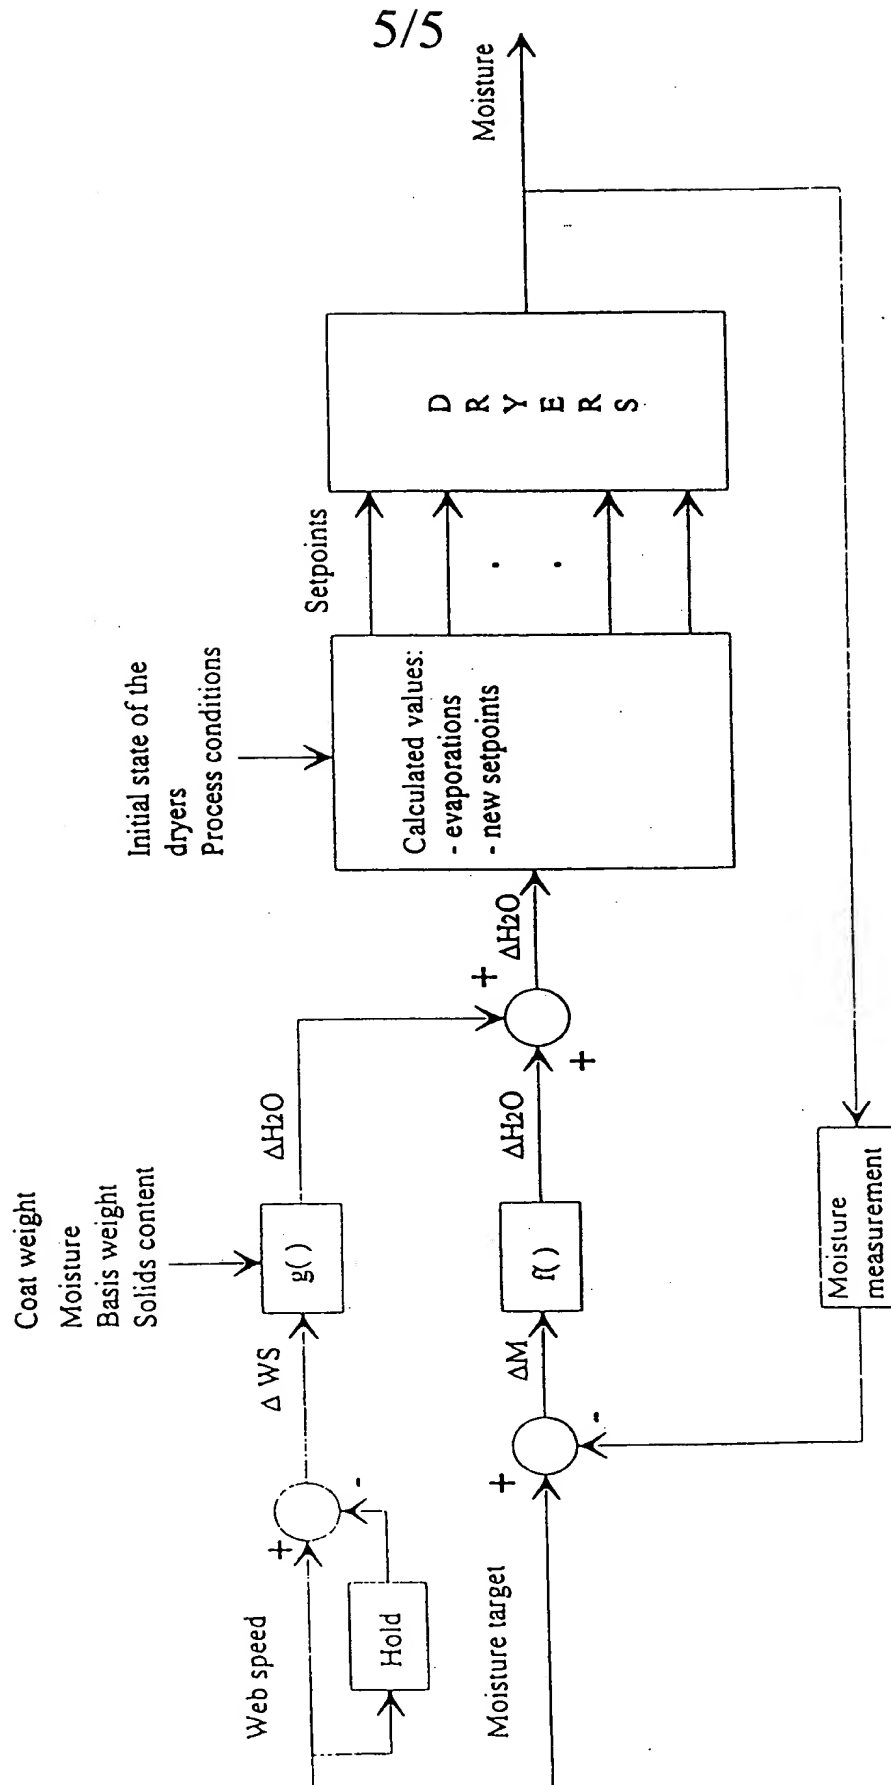 5/5
Web speed
+
-
Hold
Δ WS
Coat weight
Moisture
Basis weight
Solids content
g( )
ΔH2O
Moisture target
+
-
ΔM
f( )
ΔH2O
+
+
ΔH2O
Initial state of the
dryers
Process conditions
Calculated values:
- evaporations
- new setpoints
Setpoints
. .
D
R
Y
E
R
S
Moisture
Moisture
measurement